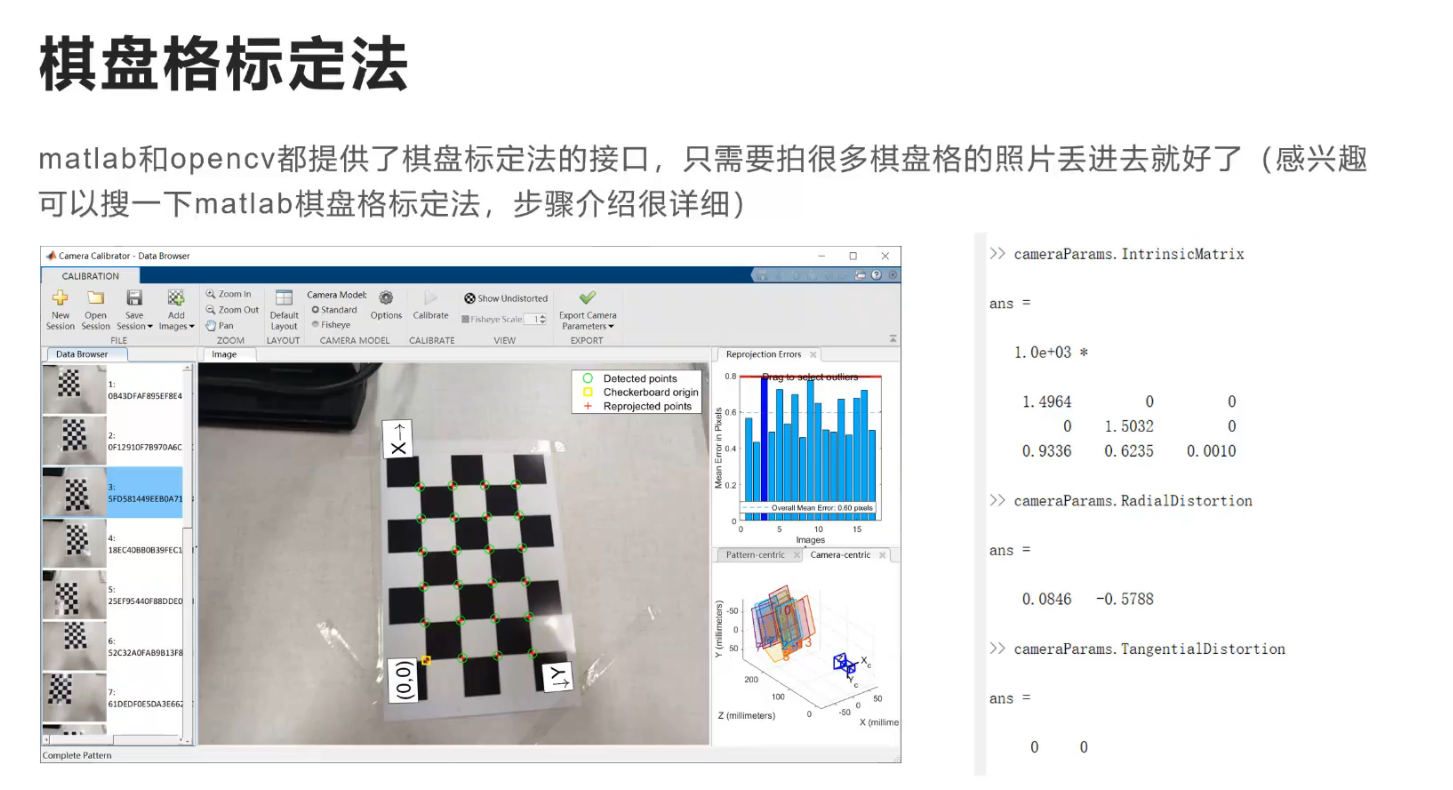 棋盘格标定法
matlab和opencv都提供了棋盘标定法的接口，只需要拍很多棋盘格的照片丢进去就好了（感兴趣
可以搜一下matlab棋盘格标定法，步骤介绍很详细）
Camera Calibrator - Data Browser
CALIBRATION
New Session
Open Session
Save Session
Add Images
FILE
Zoom In
Zoom Out
Pan
ZOOM
Default Layout
LAYOUT
Camera Model:
Standard
Fisheye
Options
CAMERA MODEL
Calibrate
CALIBRATE
Show Undistorted
Fisheye Scale 1
VIEW
Export Camera
Parameters
EXPORT
Data Browser
1:
0B43DFAF895EF8E4
2:
0F12910F7B970A6C
3:
5FD581449EEB0A71
4:
18EC40BB0B39FEC1
5:
25EF95440F88DDE0
6:
52C32A0FAB9B13F8
7:
61DEDF0E5DA3E662
Complete Pattern
Image
Detected points
Checkerboard origin
Reprojected points
X→
(0,0)
Y→
Reprojection Errors
Drag to select outliers
0.8
0.6
0.4
0.2
0
Mean Error in Pixels
Overall Mean Error: 0.60 pixels
0 5 10 15
Images
Pattern-centric
Camera-centric
Y (millimeters)
-50
0
50
200
100
0
Z (millimeters)
-50
0
50
X (millime
Xc
Yc
>> cameraParams.IntrinsicMatrix
ans =
1.0e+03 *
1.4964 0 0
0 1.5032 0
0.9336 0.6235 0.0010
>> cameraParams.RadialDistortion
ans =
0.0846 -0.5788
>> cameraParams.TangentialDistortion
ans =
0 0